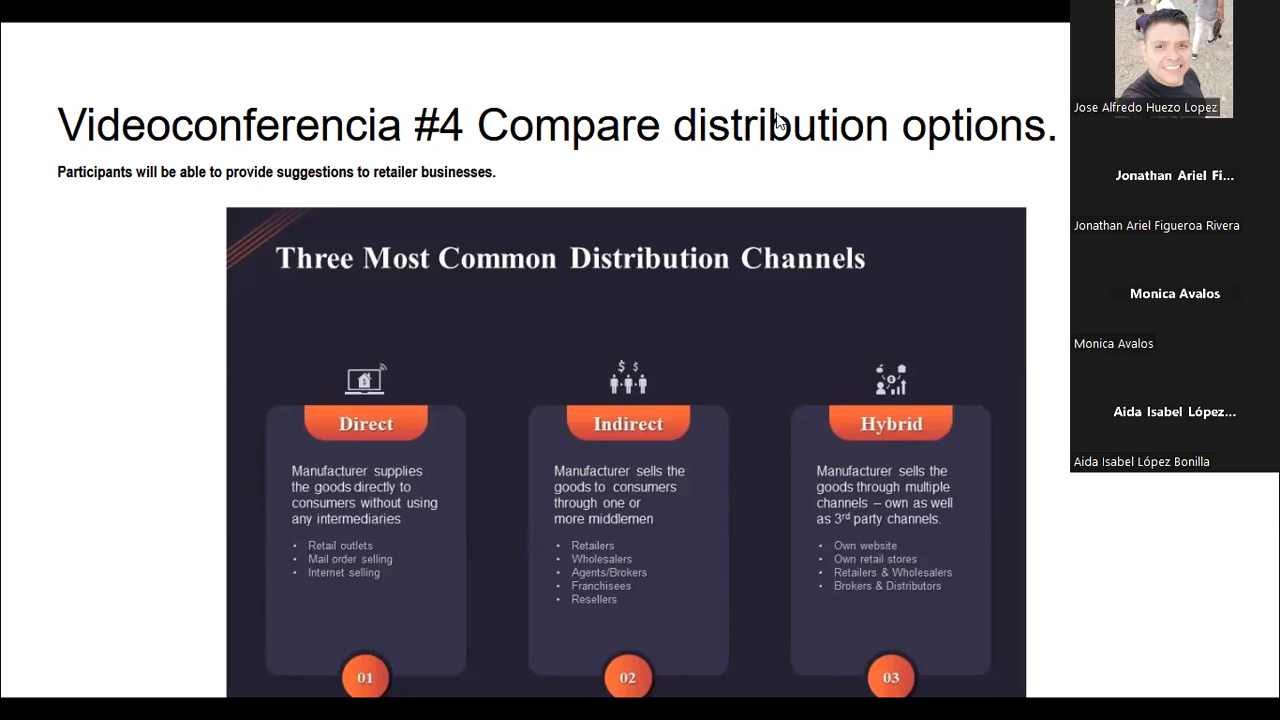 Videoconferencia #4 Compare distribution options.
Participants will be able to provide suggestions to retailer businesses.
Three Most Common Distribution Channels
Direct
Manufacturer supplies
the goods directly to
consumers without using
any intermediaries
• Retail outlets
• Mail order selling
• Internet selling
01
Indirect
Manufacturer sells the
goods to consumers
through one or
more middlemen
• Retailers
• Wholesalers
• Agents/Brokers
• Franchisees
• Resellers
02
Hybrid
Manufacturer sells the
goods through multiple
channels – own as well
as 3rd party channels.
• Own website
• Own retail stores
• Retailers & Wholesalers
• Brokers & Distributors
03
Jose Alfredo Huezo Lopez
Jonathan Ariel Fi...
Jonathan Ariel Figueroa Rivera
Monica Avalos
Monica Avalos
Aida Isabel López...
Aida Isabel López Bonilla